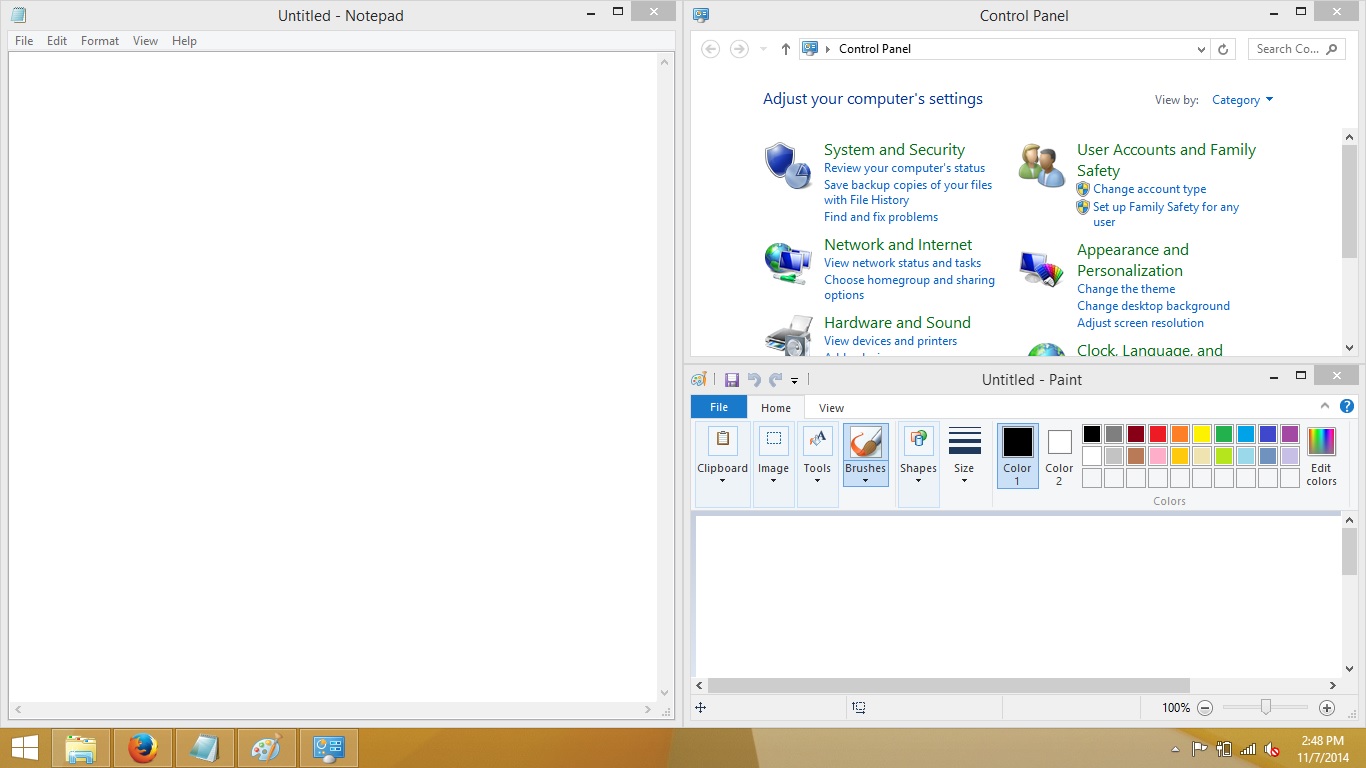 Untitled - Notepad
File Edit Format View Help
Control Panel
Control Panel
Search Co...
Adjust your computer's settings
View by: Category
System and Security
Review your computer's status
Save backup copies of your files
with File History
Find and fix problems
Network and Internet
View network status and tasks
Choose homegroup and sharing
options
Hardware and Sound
View devices and printers
User Accounts and Family
Safety
Change account type
Set up Family Safety for any
user
Appearance and
Personalization
Change the theme
Change desktop background
Adjust screen resolution
Clock, Language, and
Untitled - Paint
File Home View
Clipboard Image Tools Brushes Shapes Size Color
1 Color
2 Edit
colors
Colors
100%
2:48 PM
11/7/2014